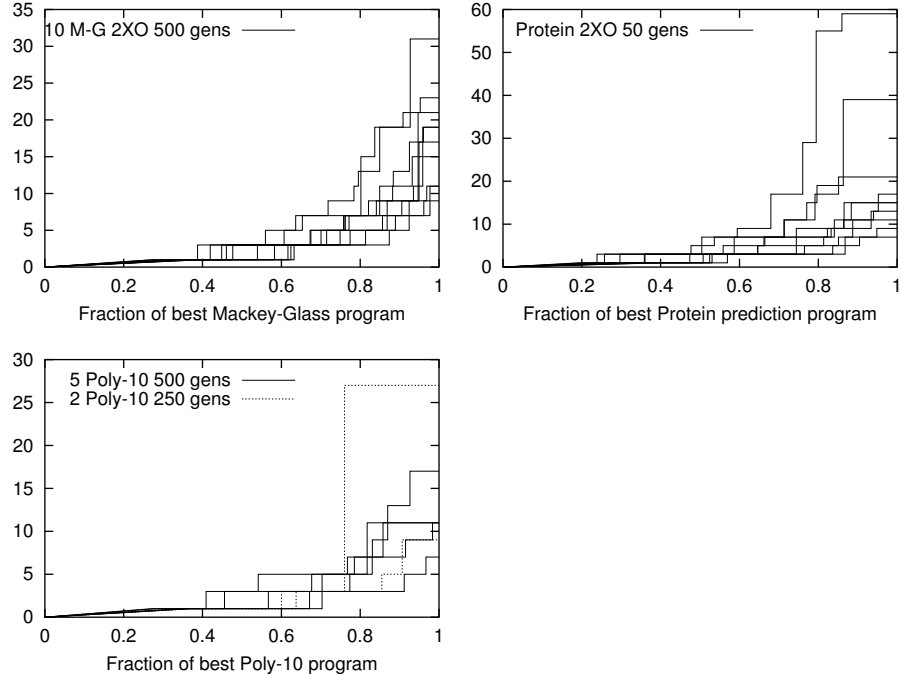 10 M-G 2XO 500 gens
35
30
25
20
15
10
5
0
0 0.2 0.4 0.6 0.8 1
Fraction of best Mackey-Glass program
Protein 2XO 50 gens
60
50
40
30
20
10
0
0 0.2 0.4 0.6 0.8 1
Fraction of best Protein prediction program
5 Poly-10 500 gens
2 Poly-10 250 gens
30
25
20
15
10
5
0
0 0.2 0.4 0.6 0.8 1
Fraction of best Poly-10 program